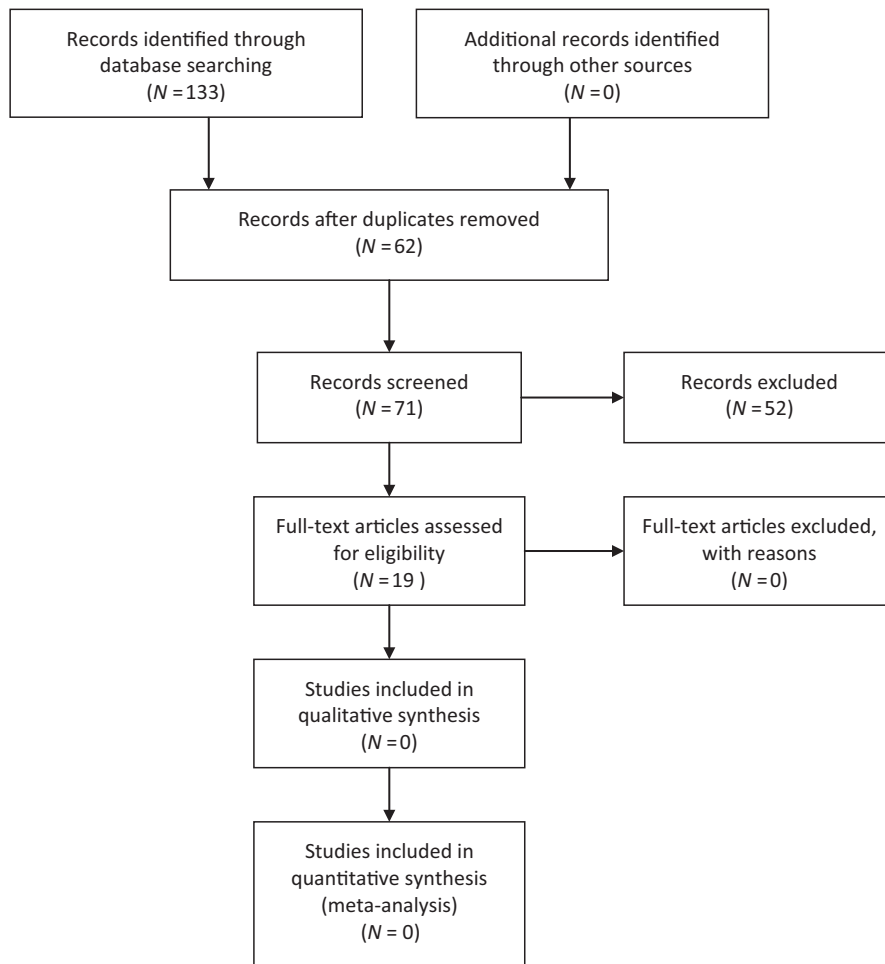 Records identified through
database searching
(N = 133)
Additional records identified
through other sources
(N = 0)
Records after duplicates removed
(N = 62)
Records screened
(N = 71)
Records excluded
(N = 52)
Full-text articles assessed
for eligibility
(N = 19 )
Full-text articles excluded,
with reasons
(N = 0)
Studies included in
qualitative synthesis
(N = 0)
Studies included in
quantitative synthesis
(meta-analysis)
(N = 0)